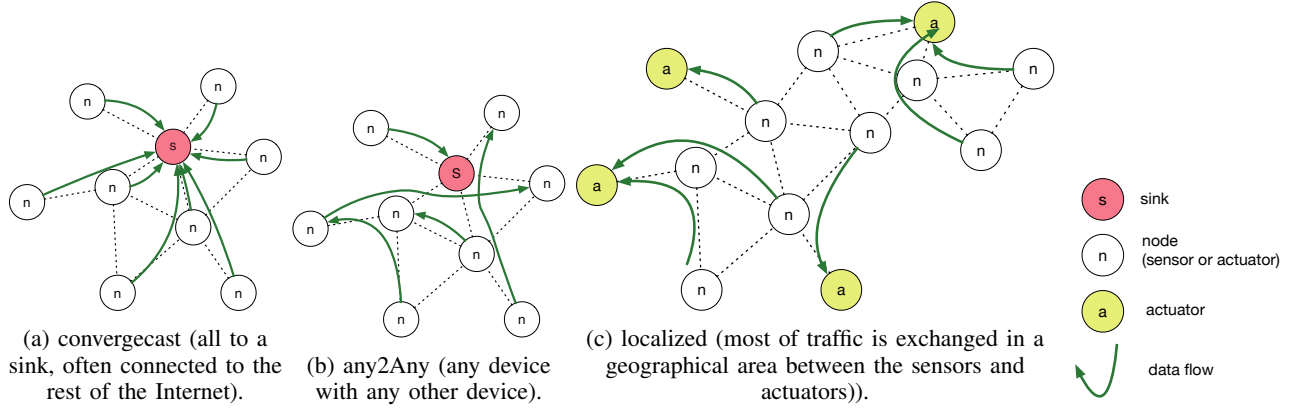 n
n
s
n
n
n
n
n
n
(a) convergecast (all to a
sink, often connected to the
rest of the Internet).
n
n
S
n
n
n
n
n
n
(b) any2Any (any device
with any other device).
a
n
n
n
a
n
n
n
n
a
n
n
a
(c) localized (most of traffic is exchanged in a
geographical area between the sensors and
actuators)).
s
sink
n
node
(sensor or actuator)
a
actuator
data flow